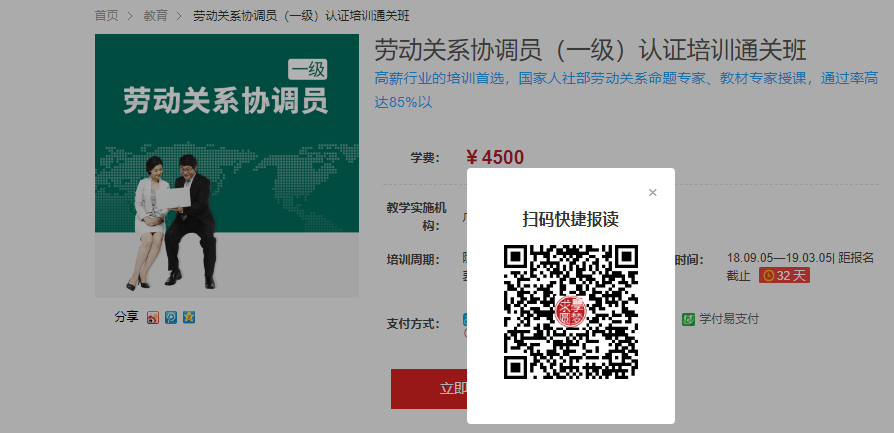 首页 > 教育 > 劳动关系协调员（一级）认证培训通关班
一级
劳动关系协调员
劳动关系协调员（一级）认证培训通关班
高薪行业的培训首选，国家人社部劳动关系命题专家、教材专家授课，通过率高
达85%以
学费：
￥4500
教学实施机
构：
培训周期：
时间：
18.09.05—19.03.05| 距报名
截止
32 天
支付方式：
学付易支付
分享
立即
×
扫码快捷报读